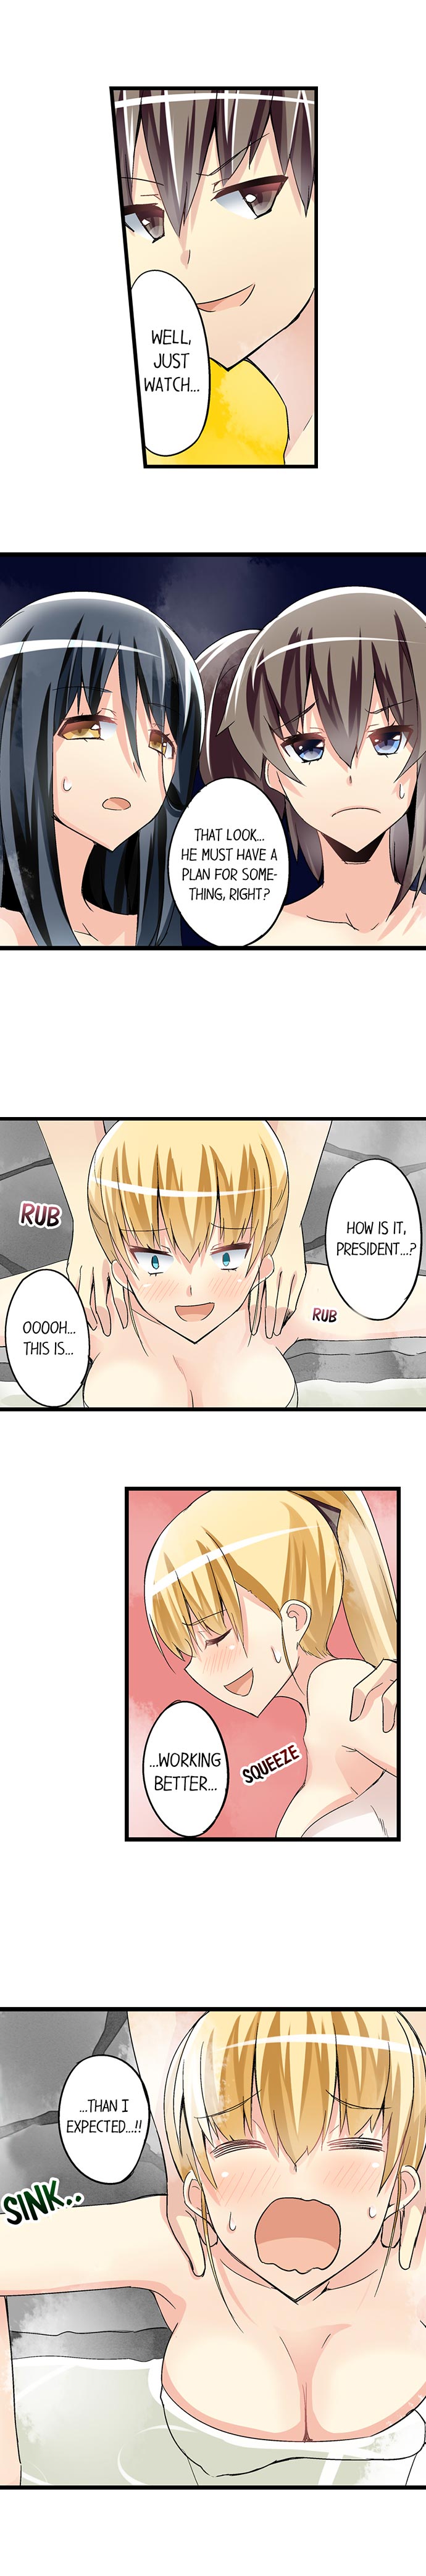 WELL,
JUST
WATCH...
THAT LOOK...
HE MUST HAVE A
PLAN FOR SOME-
THING, RIGHT?
RUB
HOW IS IT,
PRESIDENT...?
RUB
OOOOH...
THIS IS...
...WORKING
BETTER...
SQUEEZE
...THAN I
EXPECTED...!!
SINK..